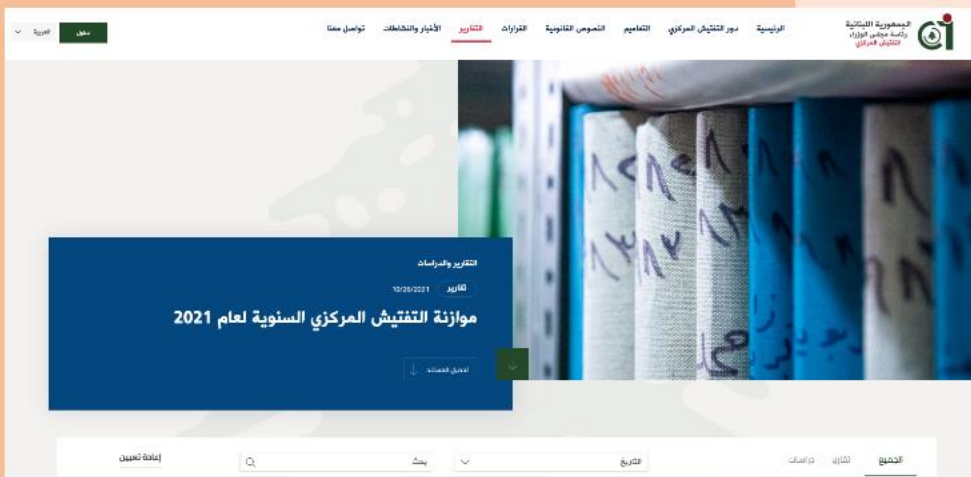 الجمهورية اللبنانية
رئاسة مجلس الوزراء
التفتيش المركزي
الرئيسية
دور التفتيش المركزي
التعاميم
النصوص القانونية
القرارات
التقارير
الأخبار والنشاطات
تواصل معنا
العربية
دخول
التقارير والدراسات
تقارير 10/26/2021
موازنة التفتيش المركزي السنوية لعام 2021
تحميل المستند
الجميع
تقارير
دراسات
التاريخ
بحث
إعادة تعيين